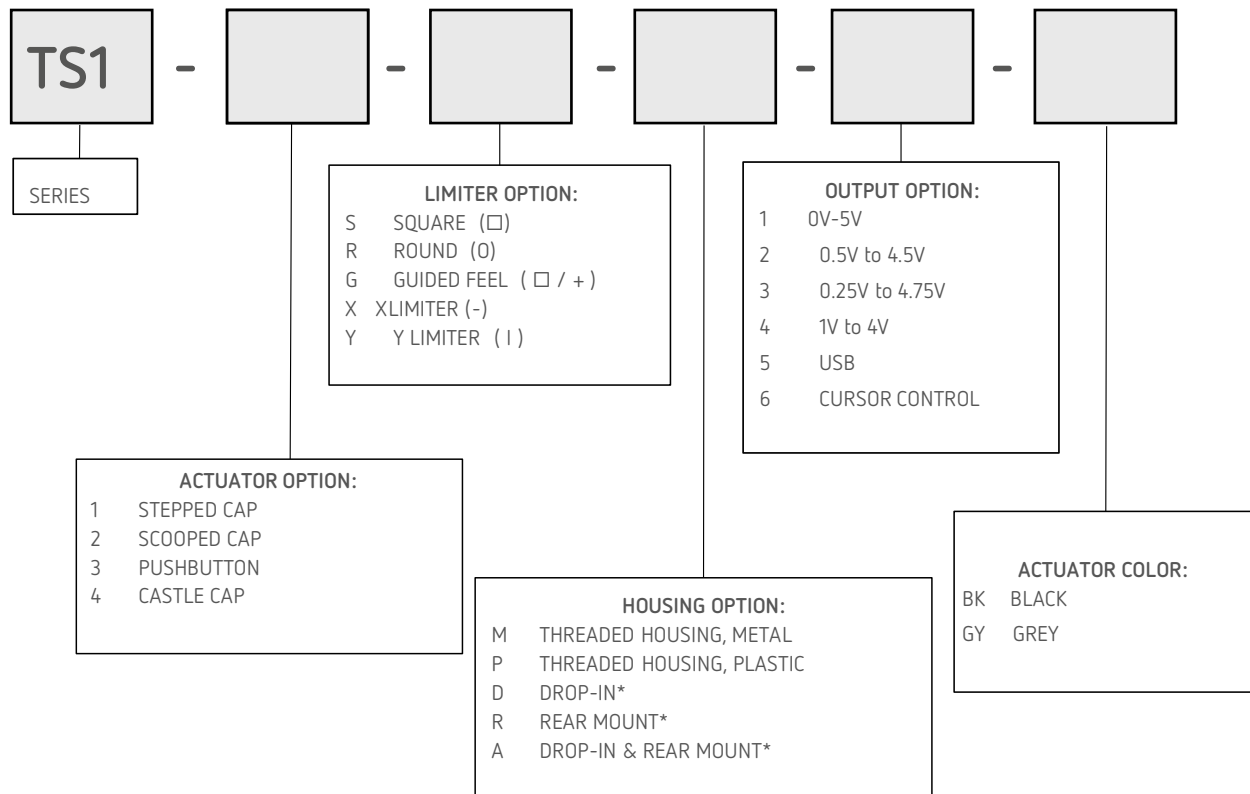 TS1 - - - - -
SERIES
LIMITER OPTION:
S SQUARE (□)
R ROUND (O)
G GUIDED FEEL ( □ / + )
X XLIMITER (-)
Y Y LIMITER ( I )
OUTPUT OPTION:
1 0V-5V
2 0.5V to 4.5V
3 0.25V to 4.75V
4 1V to 4V
5 USB
6 CURSOR CONTROL
ACTUATOR OPTION:
1 STEPPED CAP
2 SCOOPED CAP
3 PUSHBUTTON
4 CASTLE CAP
HOUSING OPTION:
M THREADED HOUSING, METAL
P THREADED HOUSING, PLASTIC
D DROP-IN*
R REAR MOUNT*
A DROP-IN & REAR MOUNT*
ACTUATOR COLOR:
BK BLACK
GY GREY